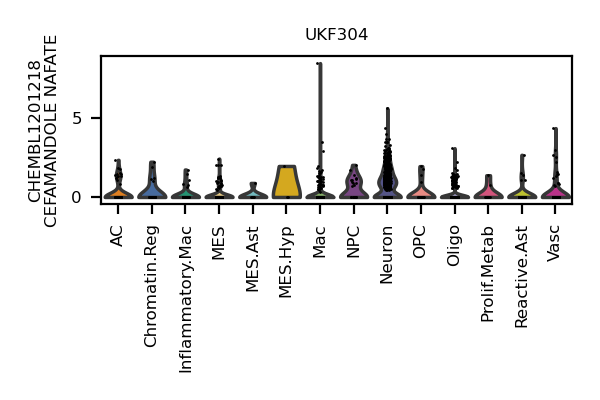 UKF304
CHEMBL1201218
CEFAMANDOLE NAFATE
5
0
AC
Chromatin.Reg
Inflammatory.Mac
MES
MES.Ast
MES.Hyp
Mac
NPC
Neuron
OPC
Oligo
Prolif.Metab
Reactive.Ast
Vasc